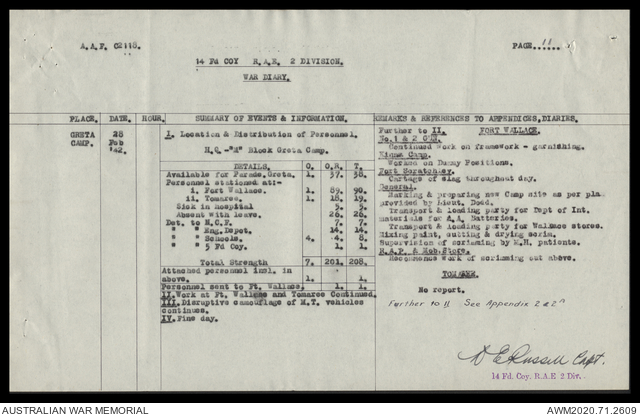 A.A.F. C2118.
PAGE 11
14 Fd COY R.A.E. 2 DIVISION.
WAR DIARY.
PLACE. DATE. HOUR. SUMMARY OF EVENTS & INFORMATION. REMARKS & REFERENCES TO APPENDICES, DIARIES.
GRETA CAMP.
28 Feb '42.
I. Location & Distribution of Personnel.
H.Q. -"M" Block Greta Camp.
DETAILS. O. O.R. T.
Available for Parade, Greta. 1. 37. 38.
Personnel stationed at:-
i. Fort Wallace. 1. 89. 90.
ii. Tomaree. 1. 18. 19.
Sick in hospital 5. 5.
Absent with leave. 26. 26.
Det. to N.C.F. 7. 7.
" " Eng. Depot. 14. 14.
" " Schools. 4. 4. 8.
" " 5 Fd Coy. 1. 1.
Total Strength 7. 201. 208.
Attached personnel incl. in
above. 1. 1.
Personnel sent to Ft. Wallace, 1. 1.
II. Work at Ft. Wallace and Tomaree Continued.
III. Disruptive camouflage of M.T. vehicles
continues.
IV. Fine day.
Further to II. FORT WALLACE.
No. 1 & 2 G's.
Continued work on framework - garnishing.
Camp.
Worked on Dummy Positions.
Fort Scratchley.
Cartage of slag throughout day.
General.
Marking & preparing new Camp site as per plan
provided by Lieut. Dodd.
Transport & loading party for Dept of Int.
materials for A.A. Batteries.
Transport & loading party for Wallace stores.
Mixing paint, cutting & drying scrim.
Supervision of scrimming by M.H. patients.
R.A.P. & Mob. Store.
Recommence work of scrimming out above.
TOMAREE.
No report.
Further to II See Appendix 2 & 2A
D E Russell Capt.
14 Fd. Coy. R.A.E 2 Div.
AUSTRALIAN WAR MEMORIAL
AWM2020.71.2609